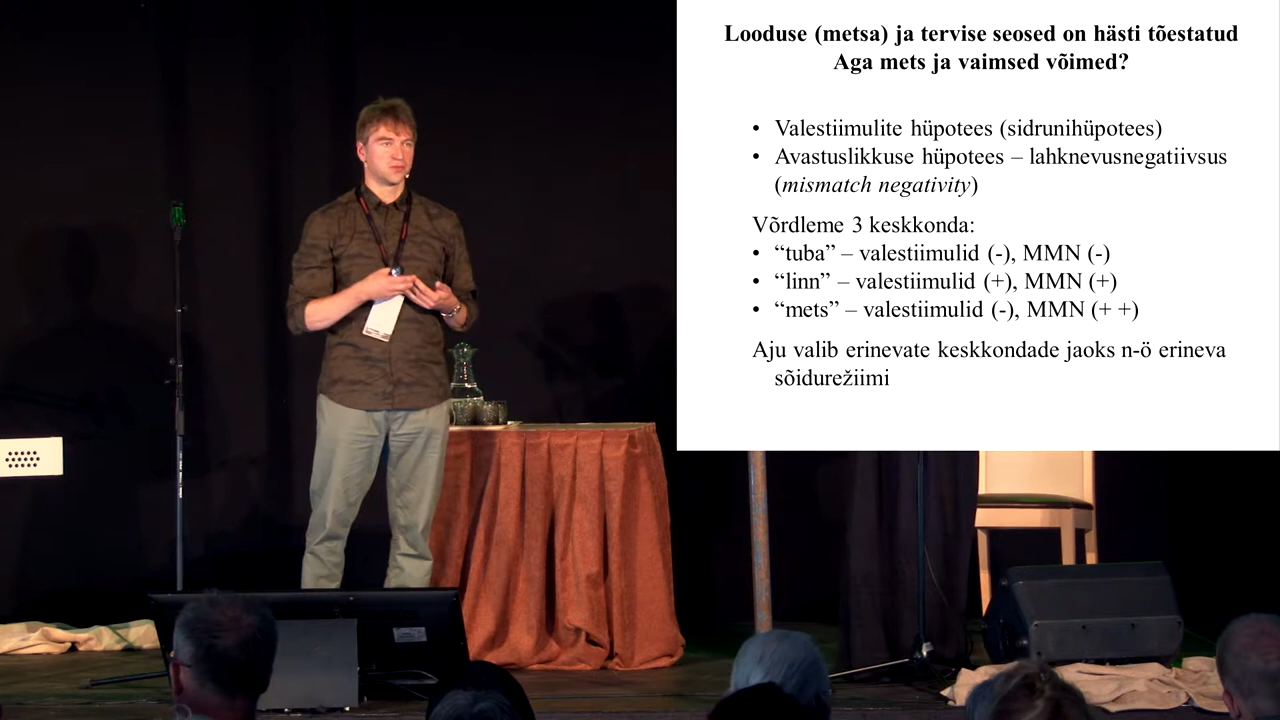 Looduse (metsa) ja tervise seosed on hästi tõestatud
Aga mets ja vaimsed võimed?
• Valestiimulite hüpotees (sidrunihüpotees)
• Avastuslikkuse hüpotees – lahknevusnegatiivsus
(mismatch negativity)
Võrdleme 3 keskkonda:
• “tuba” – valestiimulid (-), MMN (-)
• “linn” – valestiimulid (+), MMN (+)
• “mets” – valestiimulid (-), MMN (+ +)
Aju valib erinevate keskkondade jaoks n-ö erineva
sõidurežiimi